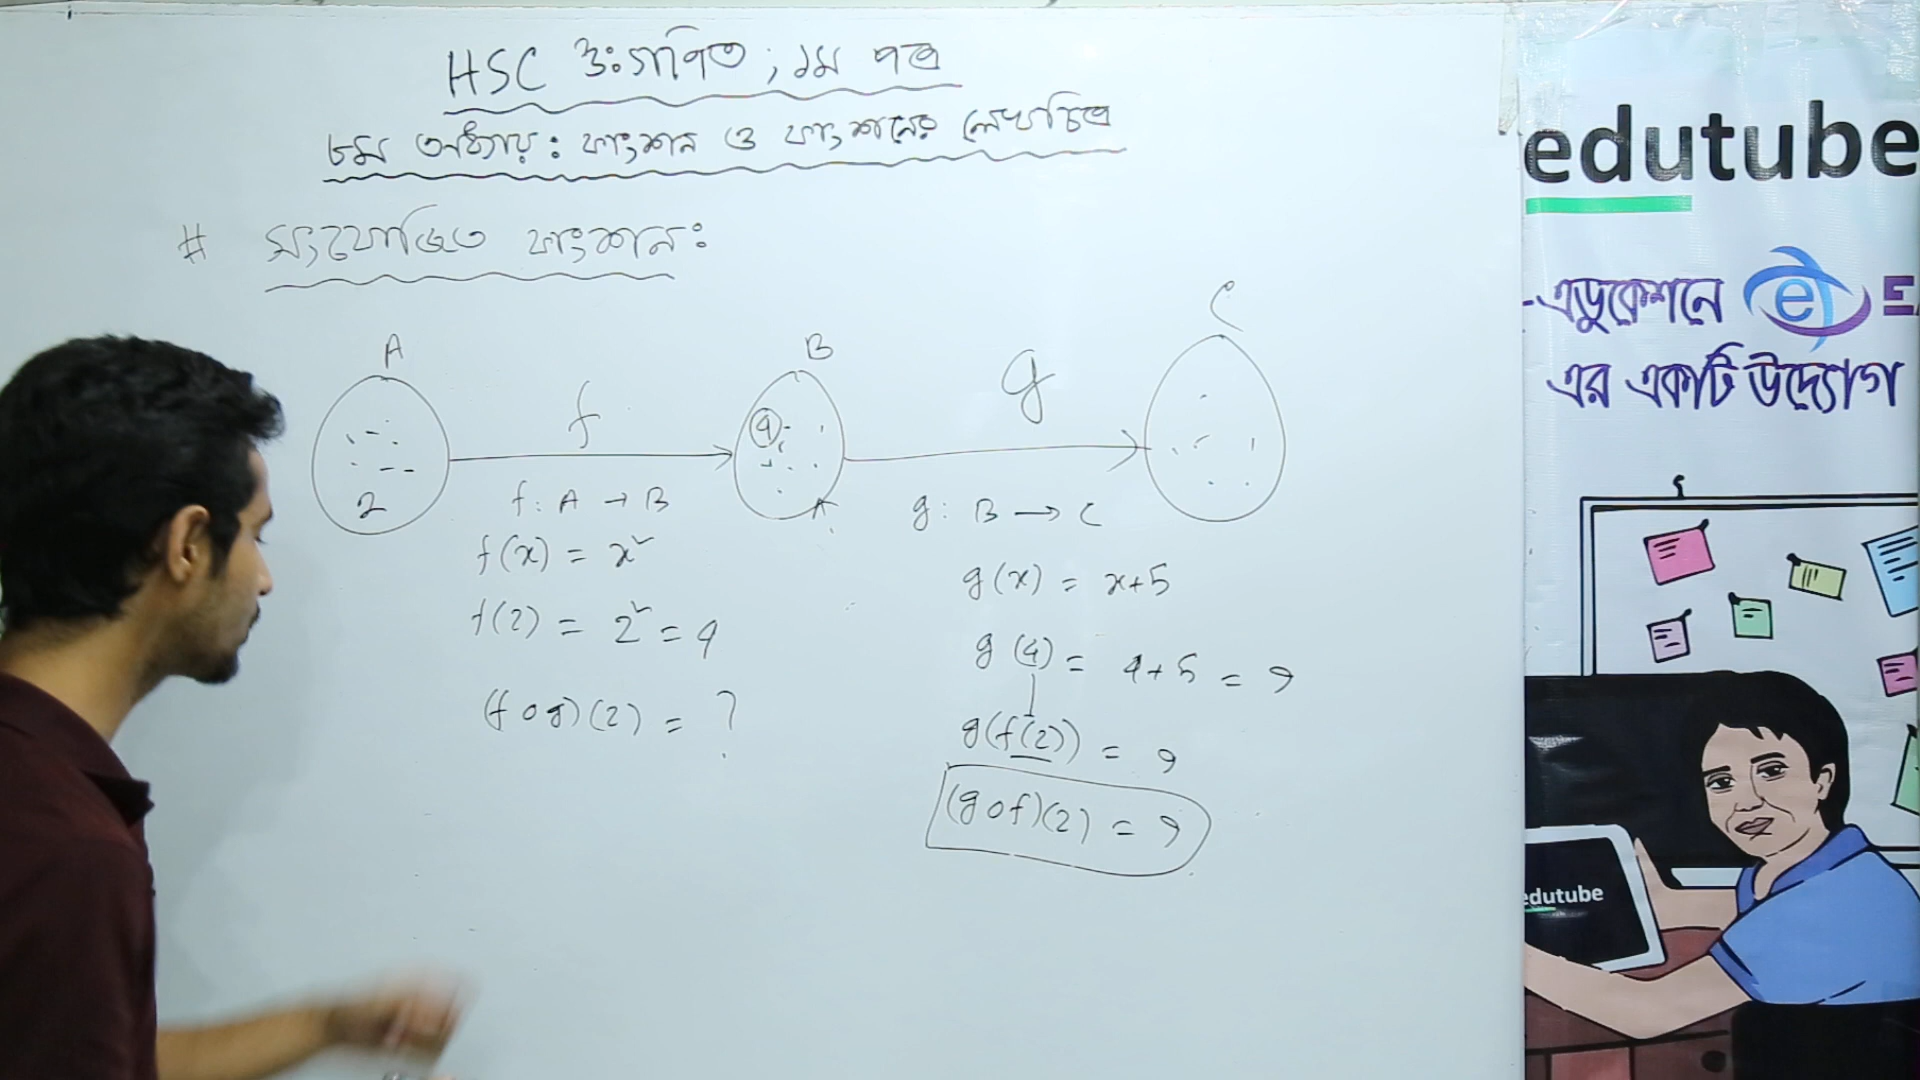 HSC উঃগণিত ; ১ম পত্র
৮ম অধ্যায় : ফাংশন ও ফাংশনের লেখচিত্র
# সংযোজিত ফাংশনঃ
A
B
C
f
g
2
4
A
f : A → B
g : B → C
f(x) = x²
g(x) = x+5
f(2) = 2² = 4
g(4) = 4+5 = 9
(fog)(2) = ?
g(f(2)) = 9
(gof)(2) = 9
edutube
-এডুকেশনে e
এর একটি উদ্যোগ
edutube